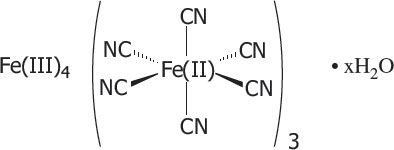 CN
NC CN
Fe(III)₄ Fe(II) • xH₂O
NC CN
CN
3